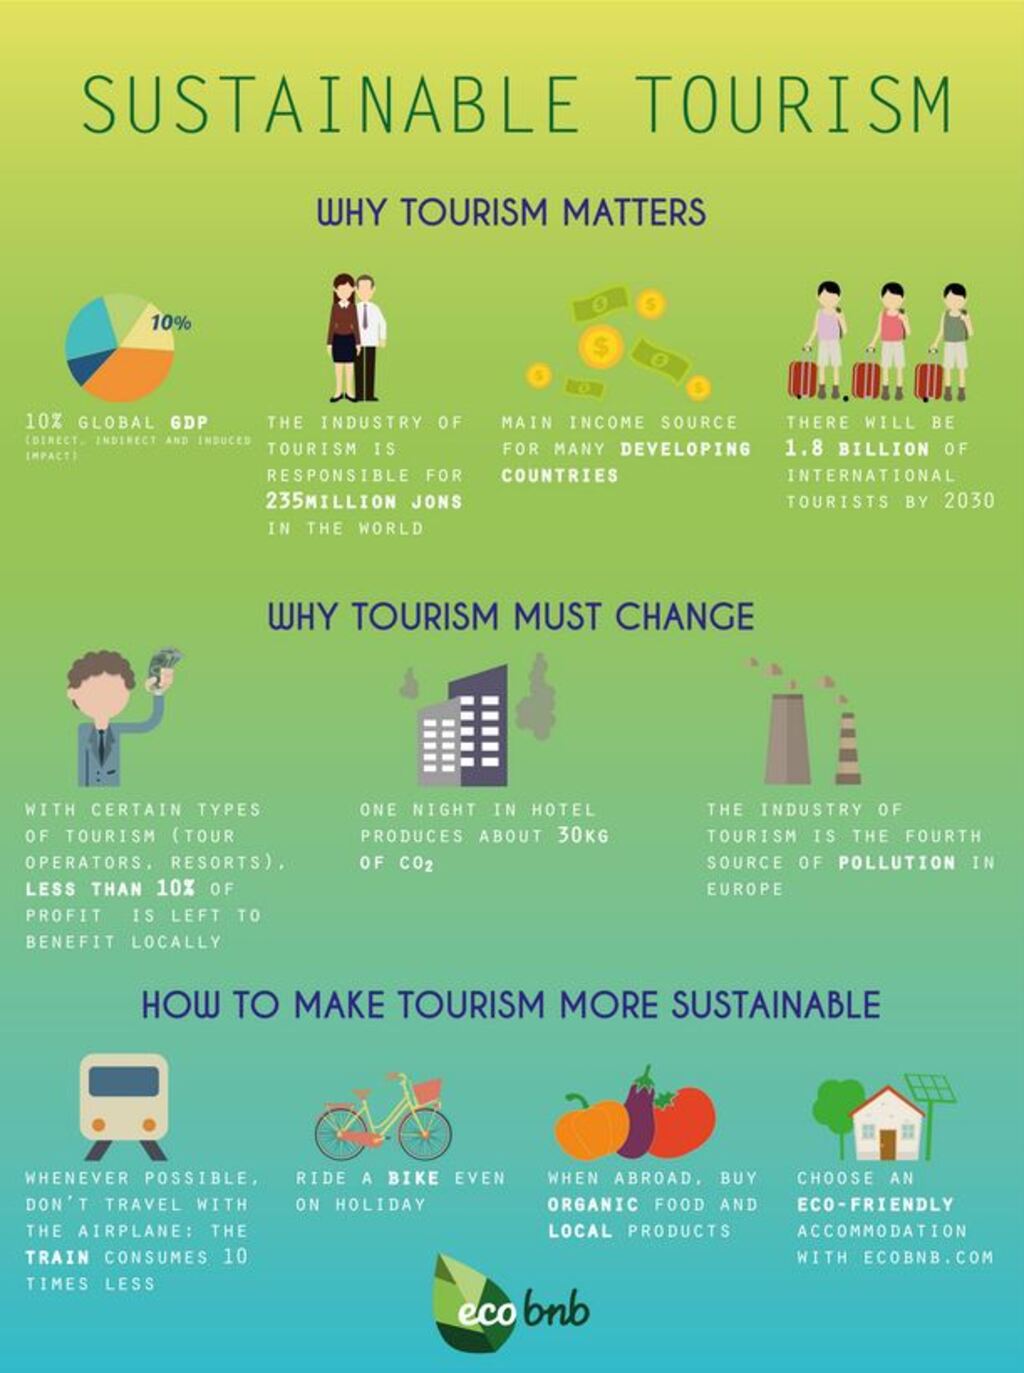 SUSTAINABLE TOURISM
WHY TOURISM MATTERS
10%
10% GLOBAL GDP
(DIRECT, INDIRECT AND INDUCED
IMPACT)
THE INDUSTRY OF
TOURISM IS
RESPONSIBLE FOR
235MILLION JONS
IN THE WORLD
MAIN INCOME SOURCE
FOR MANY DEVELOPING
COUNTRIES
THERE WILL BE
1.8 BILLION OF
INTERNATIONAL
TOURISTS BY 2030
WHY TOURISM MUST CHANGE
WITH CERTAIN TYPES
OF TOURISM (TOUR
OPERATORS, RESORTS),
LESS THAN 10% OF
PROFIT IS LEFT TO
BENEFIT LOCALLY
ONE NIGHT IN HOTEL
PRODUCES ABOUT 30KG
OF CO₂
THE INDUSTRY OF
TOURISM IS THE FOURTH
SOURCE OF POLLUTION IN
EUROPE
HOW TO MAKE TOURISM MORE SUSTAINABLE
WHENEVER POSSIBLE,
DON'T TRAVEL WITH
THE AIRPLANE: THE
TRAIN CONSUMES 10
TIMES LESS
RIDE A BIKE EVEN
ON HOLIDAY
WHEN ABROAD, BUY
ORGANIC FOOD AND
LOCAL PRODUCTS
CHOOSE AN
ECO-FRIENDLY
ACCOMMODATION
WITH ECOBNB.COM
eco bnb